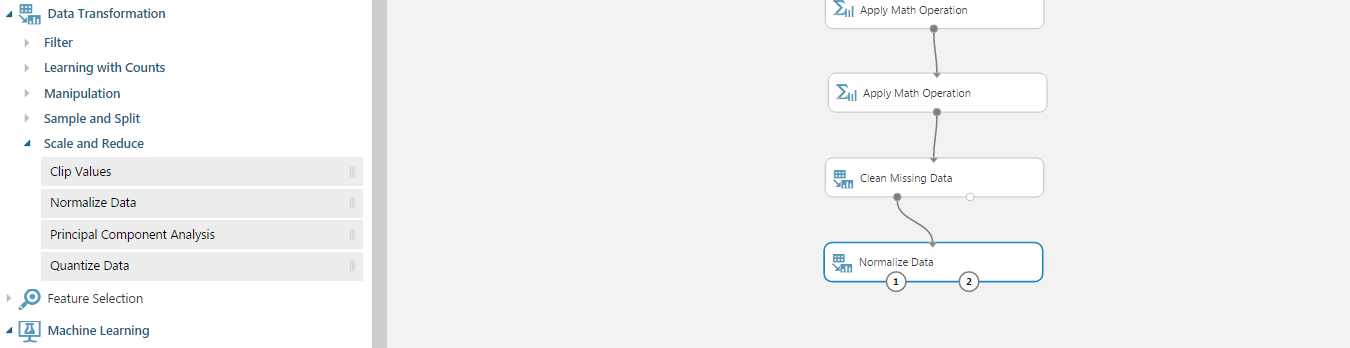 Data Transformation
Filter
Learning with Counts
Manipulation
Sample and Split
Scale and Reduce
Clip Values
Normalize Data
Principal Component Analysis
Quantize Data
Feature Selection
Machine Learning
Apply Math Operation
Apply Math Operation
Clean Missing Data
Normalize Data
1 2